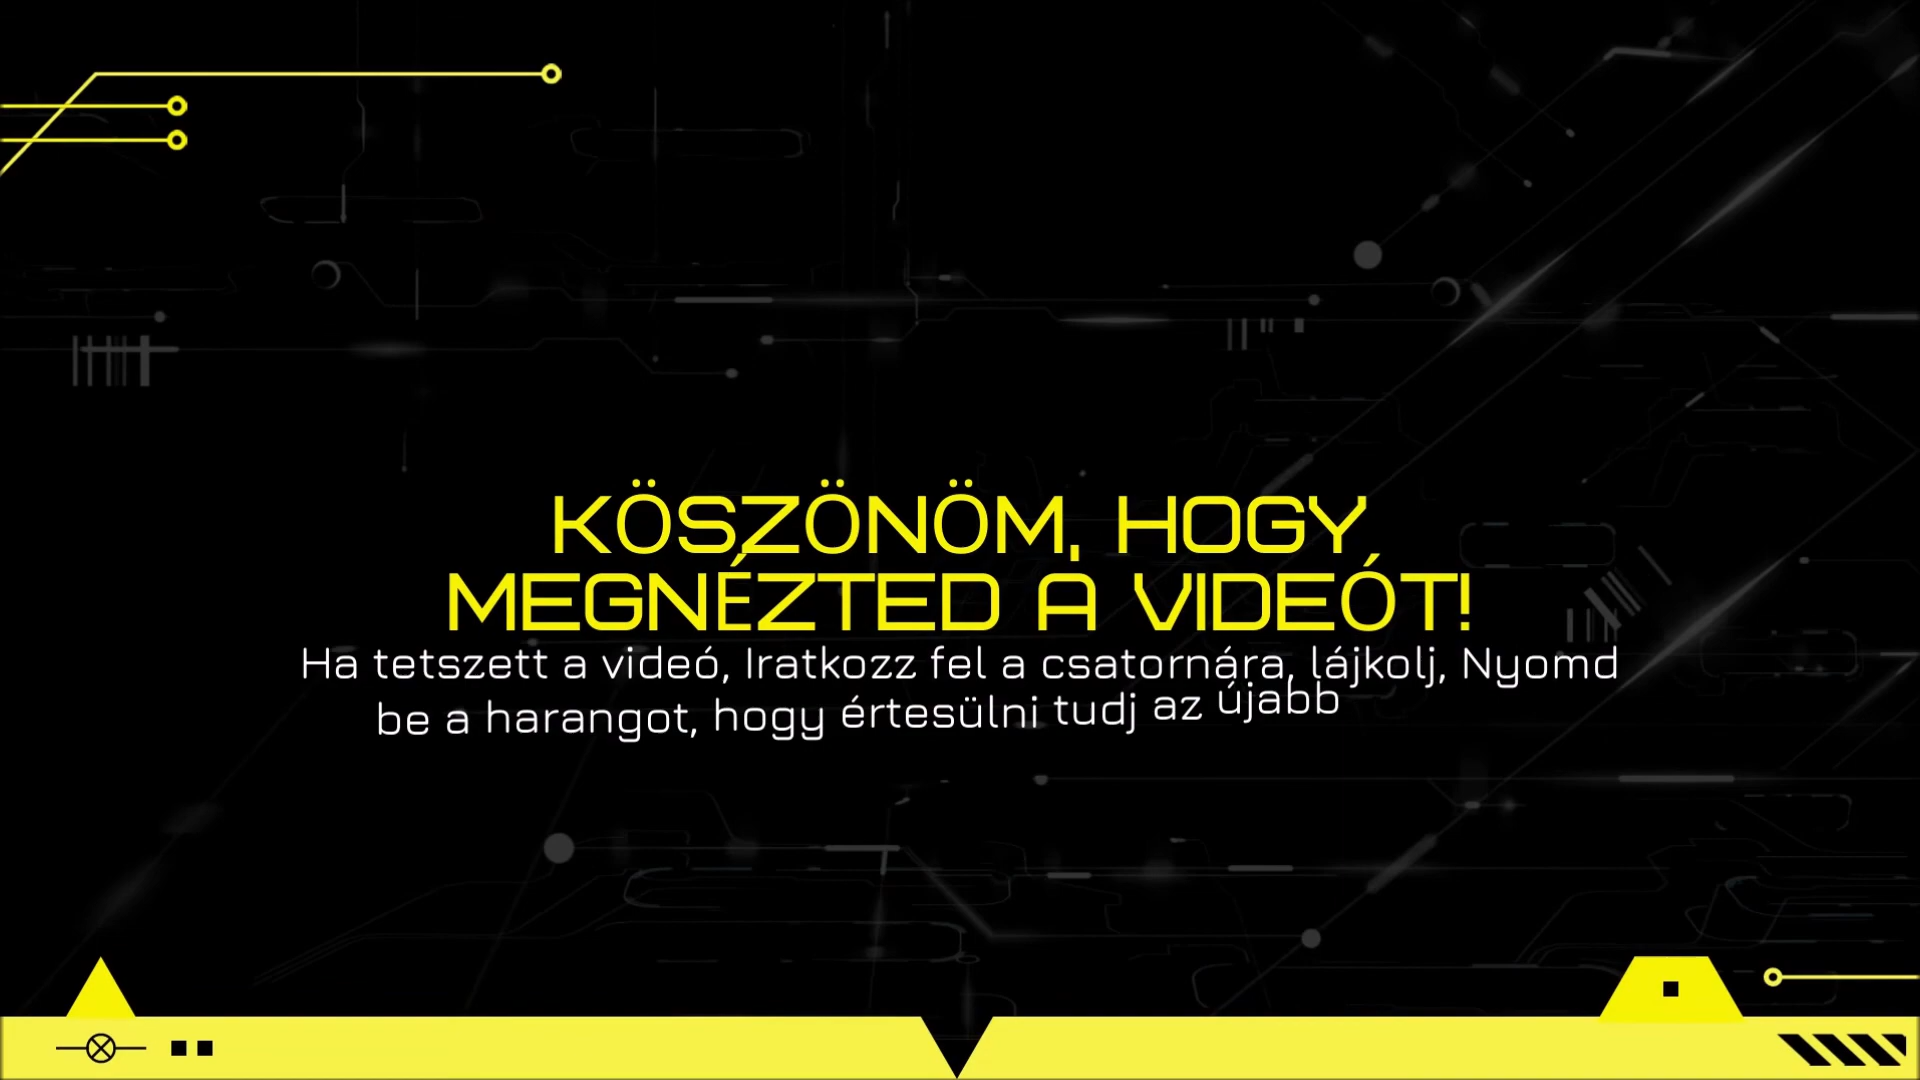 KÖSZÖNÖM, HOGY
MEGNÉZTED A VIDEÓT!
Ha tetszett a videó, Iratkozz fel a csatornára, lájkolj, Nyomd
be a harangot, hogy értesülni tudj az újabb